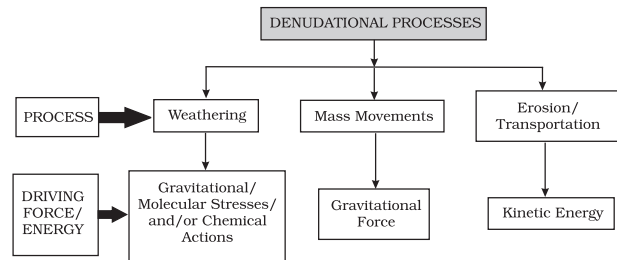 DENUDATIONAL PROCESSES
PROCESS
Weathering
Mass Movements
Erosion/
Transportation
DRIVING
FORCE/
ENERGY
Gravitational/
Molecular Stresses/
and/or Chemical
Actions
Gravitational
Force
Kinetic Energy